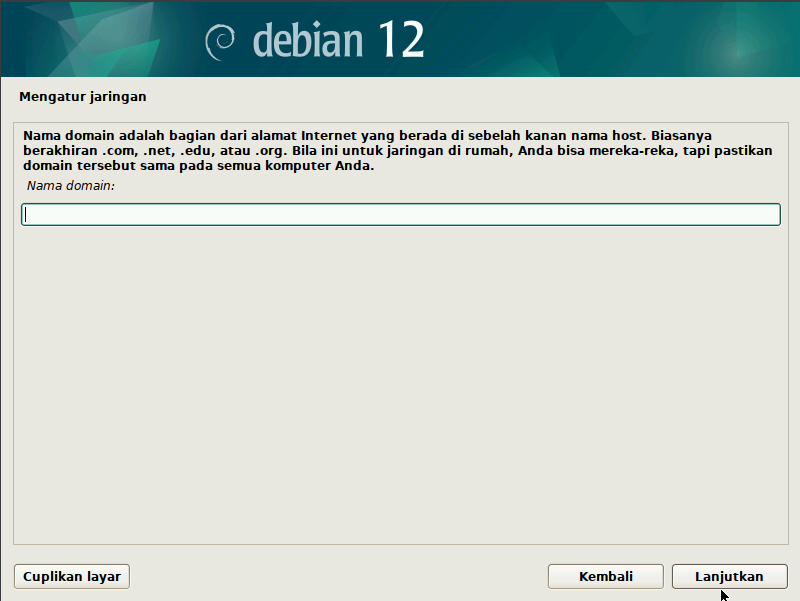 debian 12
Mengatur jaringan
Nama domain adalah bagian dari alamat Internet yang berada di sebelah kanan nama host. Biasanya
berakhiran .com, .net, .edu, atau .org. Bila ini untuk jaringan di rumah, Anda bisa mereka-reka, tapi pastikan
domain tersebut sama pada semua komputer Anda.
Nama domain:
Cuplikan layar
Kembali
Lanjutkan